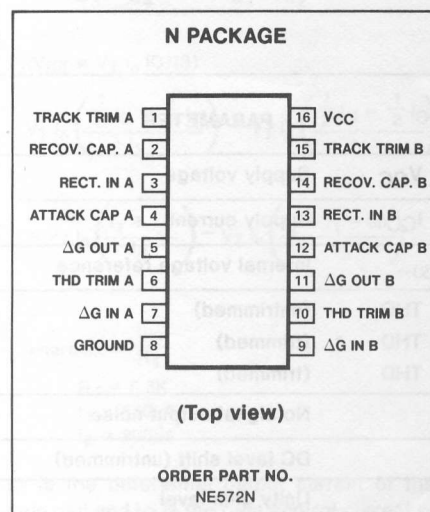 N PACKAGE
TRACK TRIM A 1
16 VCC
RECOV. CAP. A 2
15 TRACK TRIM B
RECT. IN A 3
14 RECOV. CAP. B
ATTACK CAP A 4
13 RECT. IN B
ΔG OUT A 5
12 ATTACK CAP B
THD TRIM A 6
11 ΔG OUT B
ΔG IN A 7
10 THD TRIM B
GROUND 8
9 ΔG IN B
(Top view)
ORDER PART NO.
NE572N